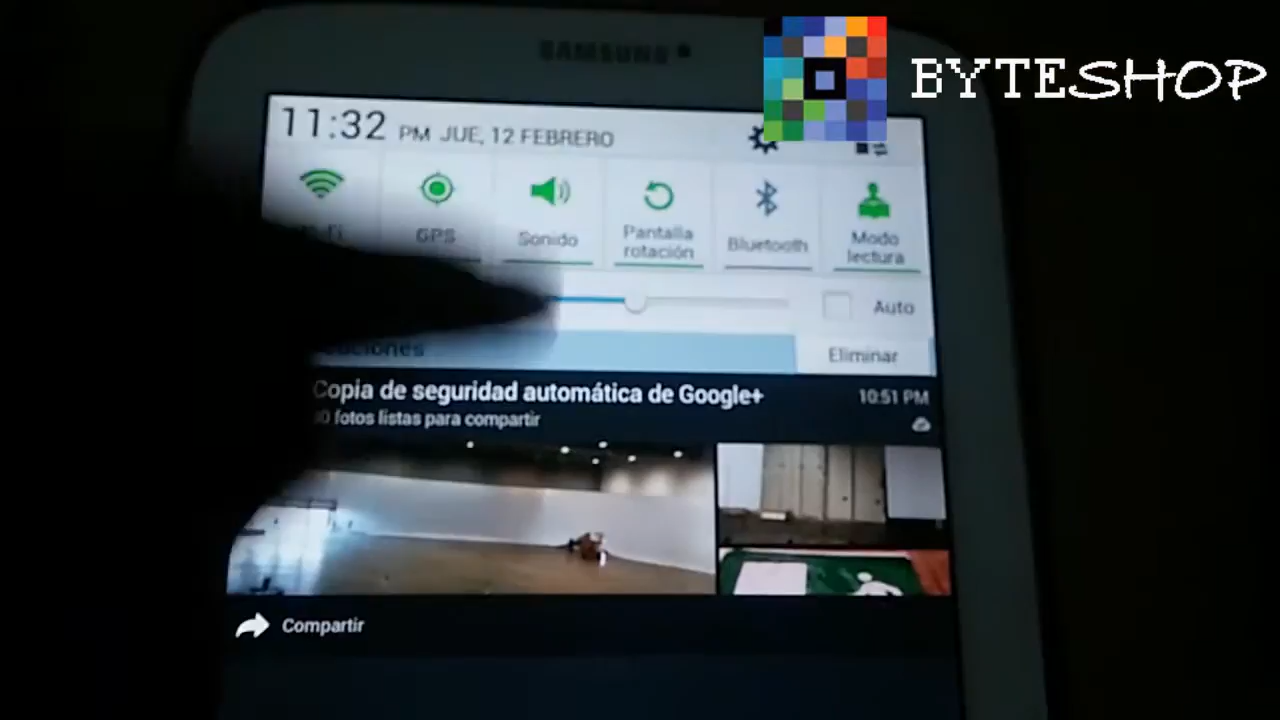 SAMSUNG
BYTESHOP
11:32 PM JUE, 12 FEBRERO
GPS
Sonido
Pantalla
rotación
Bluetooth
Modo
lectura
Auto
Eliminar
Copia de seguridad automática de Google+
10:51 PM
fotos listas para compartir
Compartir